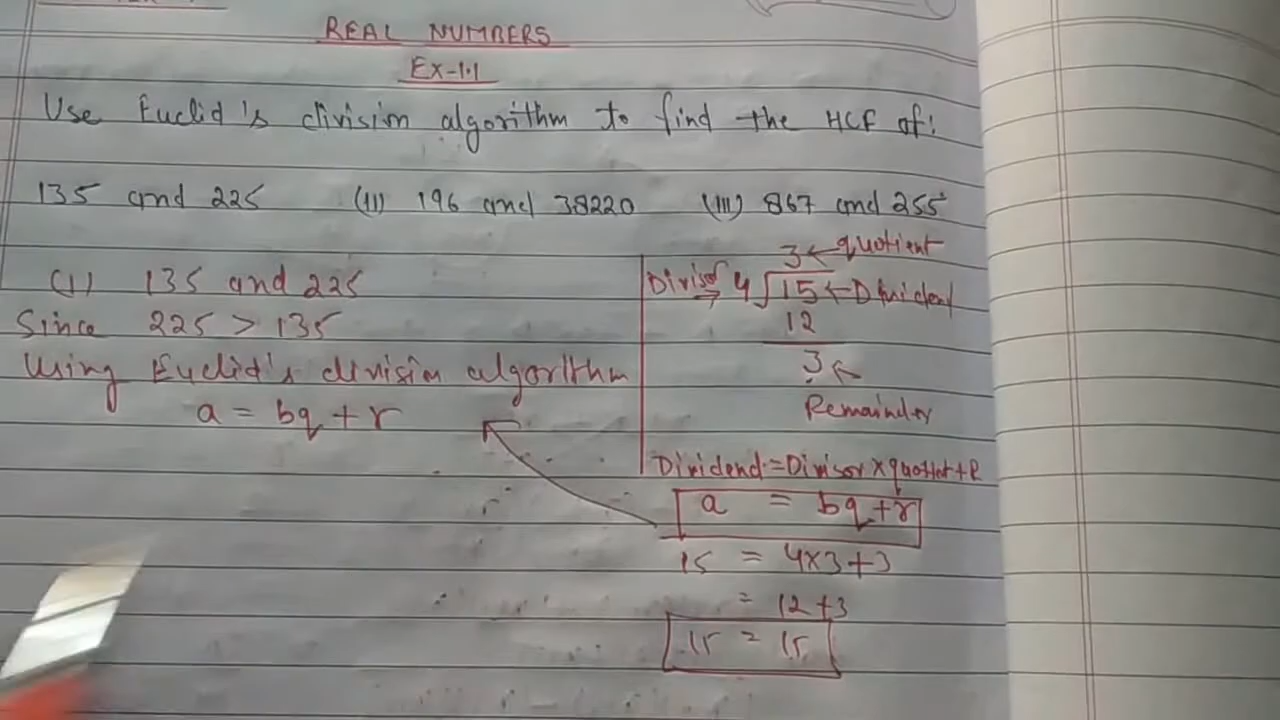 REAL NUMBERS
Ex-1.1
Use Euclid's division algorithm to find the HCF of:
135 and 225 (II) 196 and 38220 (III) 867 and 255
(I) 135 and 225
Since 225 > 135
Using Euclid's division algorithm
a = bq + r
3 ← quotient
Divisor → 4 √15 ← Dividend
12
3 ←
Remainder
Dividend = Divisor × quotient + R
a = bq + r
15 = 4×3+3
= 12+3
15 = 15